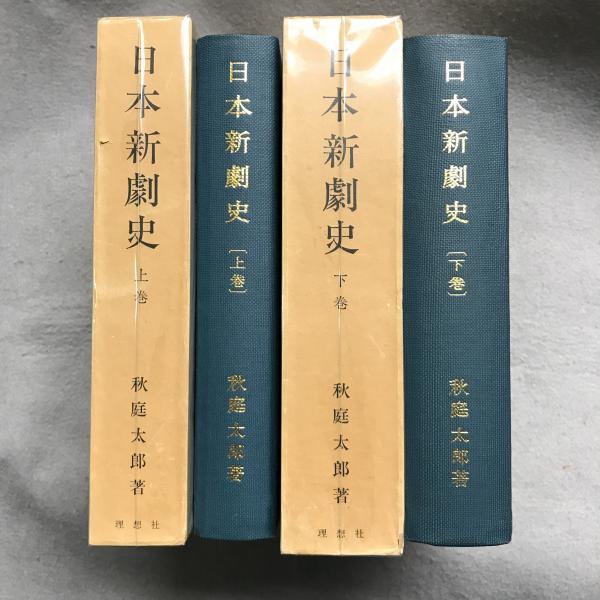 日本新劇史
上巻
秋庭太郎著
理想社
日本新劇史
〔上巻〕
秋庭太郎著
日本新劇史
下巻
秋庭太郎著
理想社
日本新劇史
〔下巻〕
秋庭太郎著